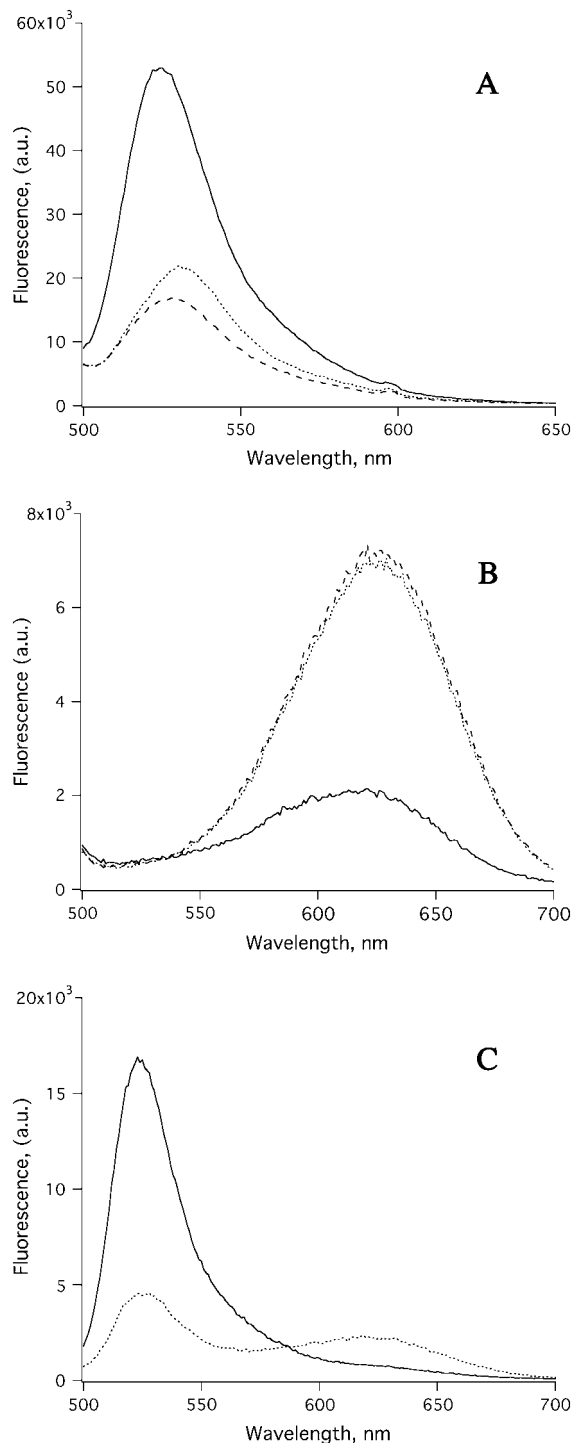 60x10³
50
40
30
20
10
0
Fluorescence, (a.u.)
A
500
550
600
650
Wavelength, nm
8x10³
6
4
2
0
Fluorescence (a.u.)
B
500
550
600
650
700
Wavelength, nm
20x10³
15
10
5
0
Fluorescence, (a.u.)
C
500
550
600
650
700
Wavelength, nm